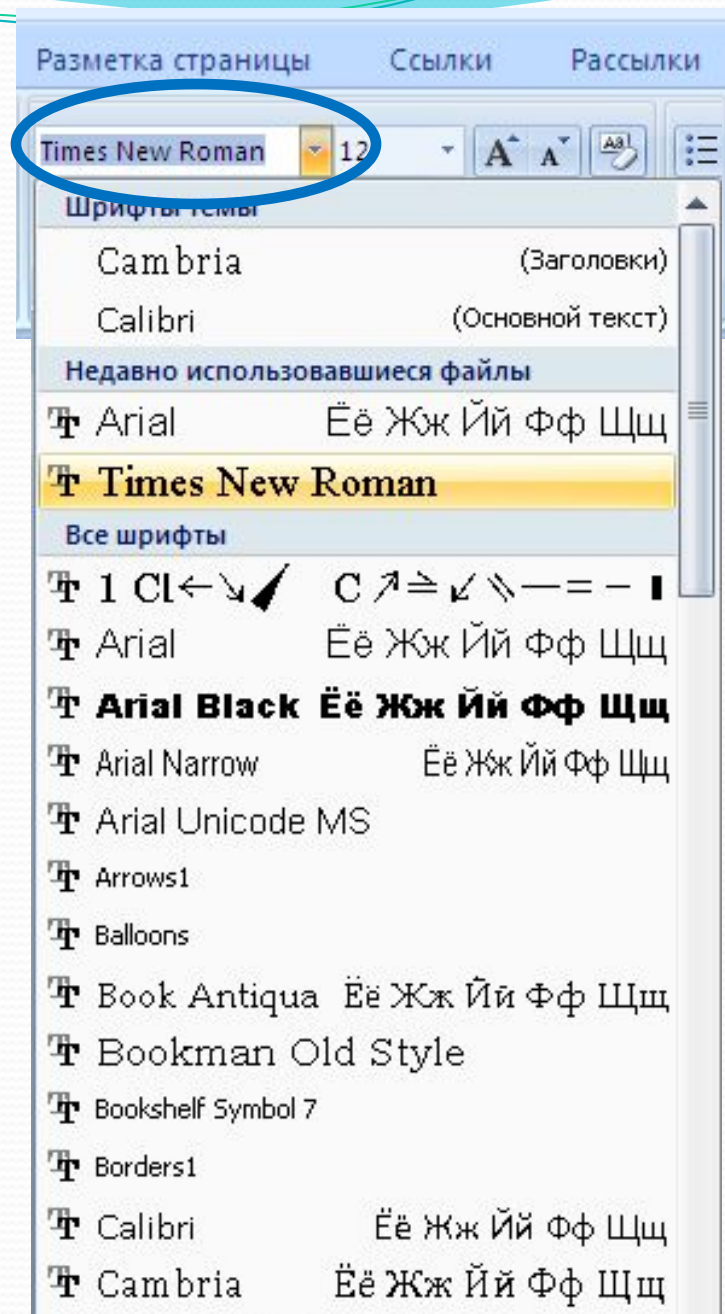 Разметка страницы Ссылки Рассылки
Times New Roman 12 A A Aa
Шрифты темы
Cambria (Заголовки)
Calibri (Основной текст)
Недавно использовавшиеся файлы
Arial Ёё Жж Йй Фф Щщ
Times New Roman
Все шрифты
1 Cl←↘ C ↗≐↙ — = –
Arial Ёё Жж Йй Фф Щщ
Arial Black Ёё Жж Йй Фф Щщ
Arial Narrow Ёё Жж Йй Фф Щщ
Arial Unicode MS
Arrows1
Balloons
Book Antiqua Ёё Жж Йй Фф Щщ
Bookman Old Style
Bookshelf Symbol 7
Borders1
Calibri Ёё Жж Йй Фф Щщ
Cambria Ёё Жж Йй Фф Щщ